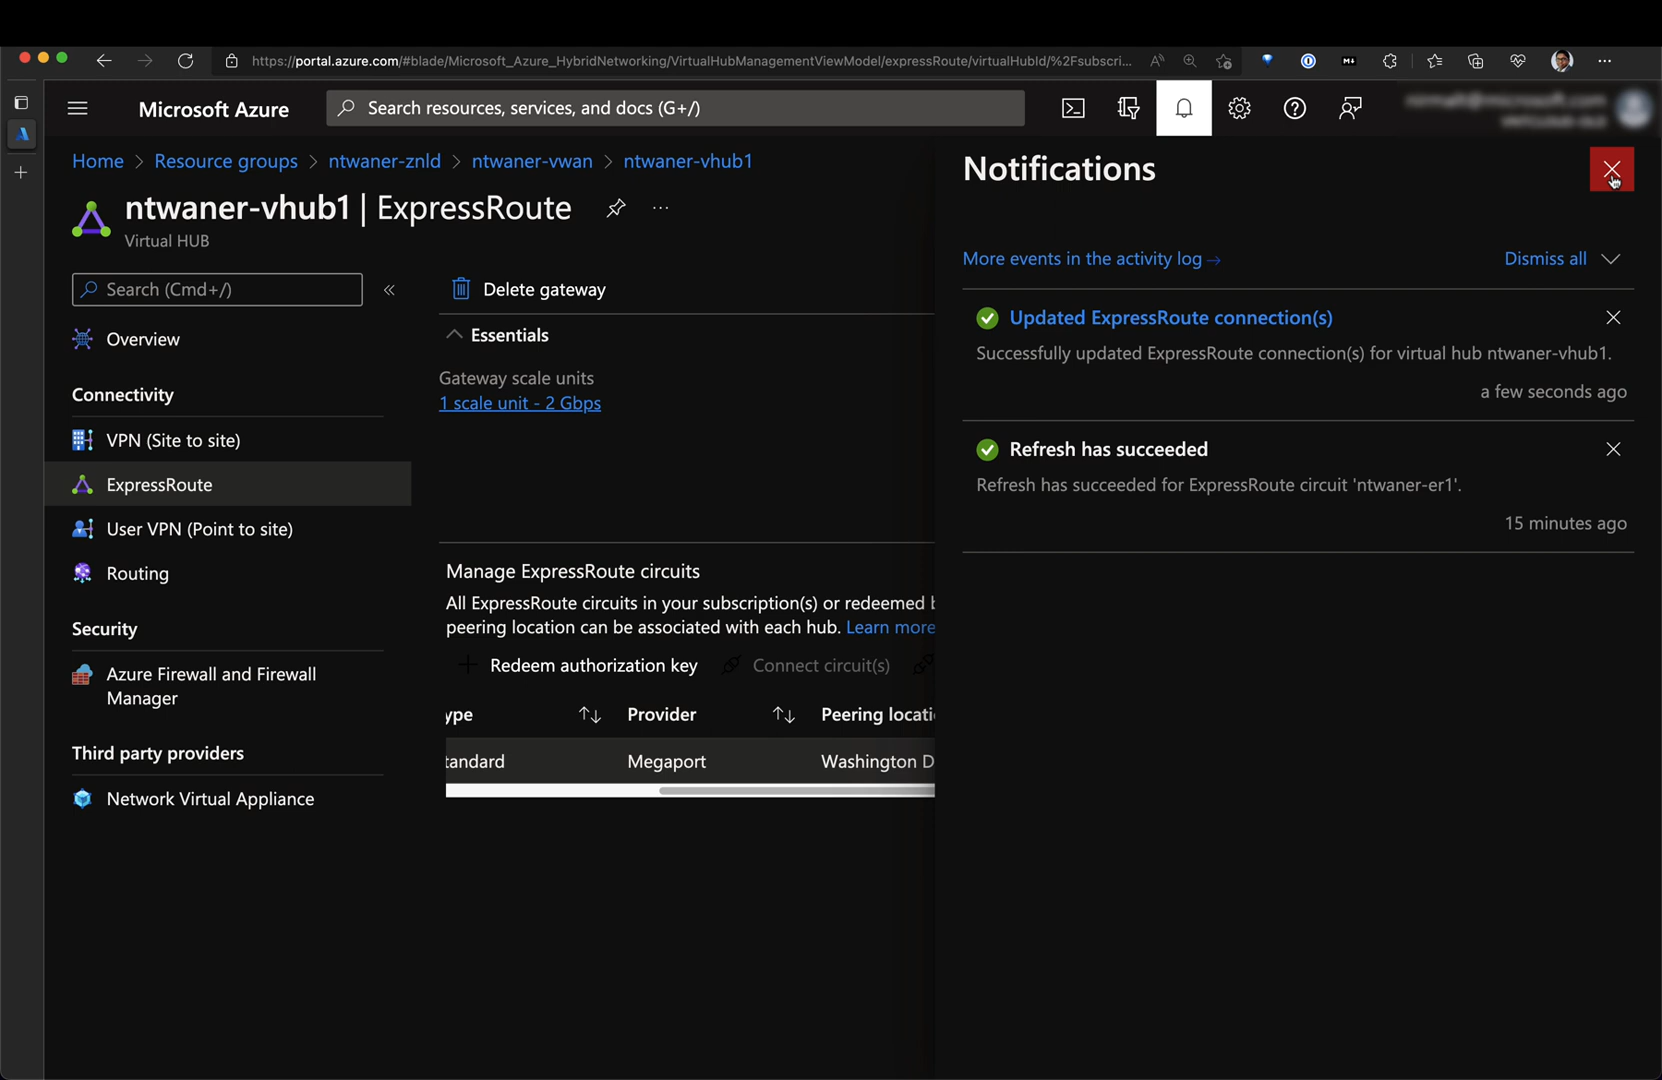 https://portal.azure.com/#blade/Microsoft_Azure_HybridNetworking/VirtualHubManagementViewModel/expressRoute/virtualHubId/%2Fsubscri...
Microsoft Azure
Search resources, services, and docs (G+/)
Home > Resource groups > ntwaner-znld > ntwaner-vwan > ntwaner-vhub1
ntwaner-vhub1 | ExpressRoute
Virtual HUB
Search (Cmd+/)
Overview
Connectivity
VPN (Site to site)
ExpressRoute
User VPN (Point to site)
Routing
Security
Azure Firewall and Firewall
Manager
Third party providers
Network Virtual Appliance
Delete gateway
Essentials
Gateway scale units
1 scale unit - 2 Gbps
Manage ExpressRoute circuits
All ExpressRoute circuits in your subscription(s) or redeemed
peering location can be associated with each hub. Learn more
Redeem authorization key Connect circuit(s)
ype Provider Peering locati
tandard Megaport Washington D
Notifications
More events in the activity log →
Dismiss all
Updated ExpressRoute connection(s)
Successfully updated ExpressRoute connection(s) for virtual hub ntwaner-vhub1.
a few seconds ago
Refresh has succeeded
Refresh has succeeded for ExpressRoute circuit 'ntwaner-er1'.
15 minutes ago